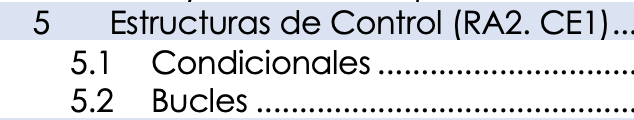 5 Estructuras de Control (RA2. CE1)...
5.1 Condicionales ..............................
5.2 Bucles ............................................